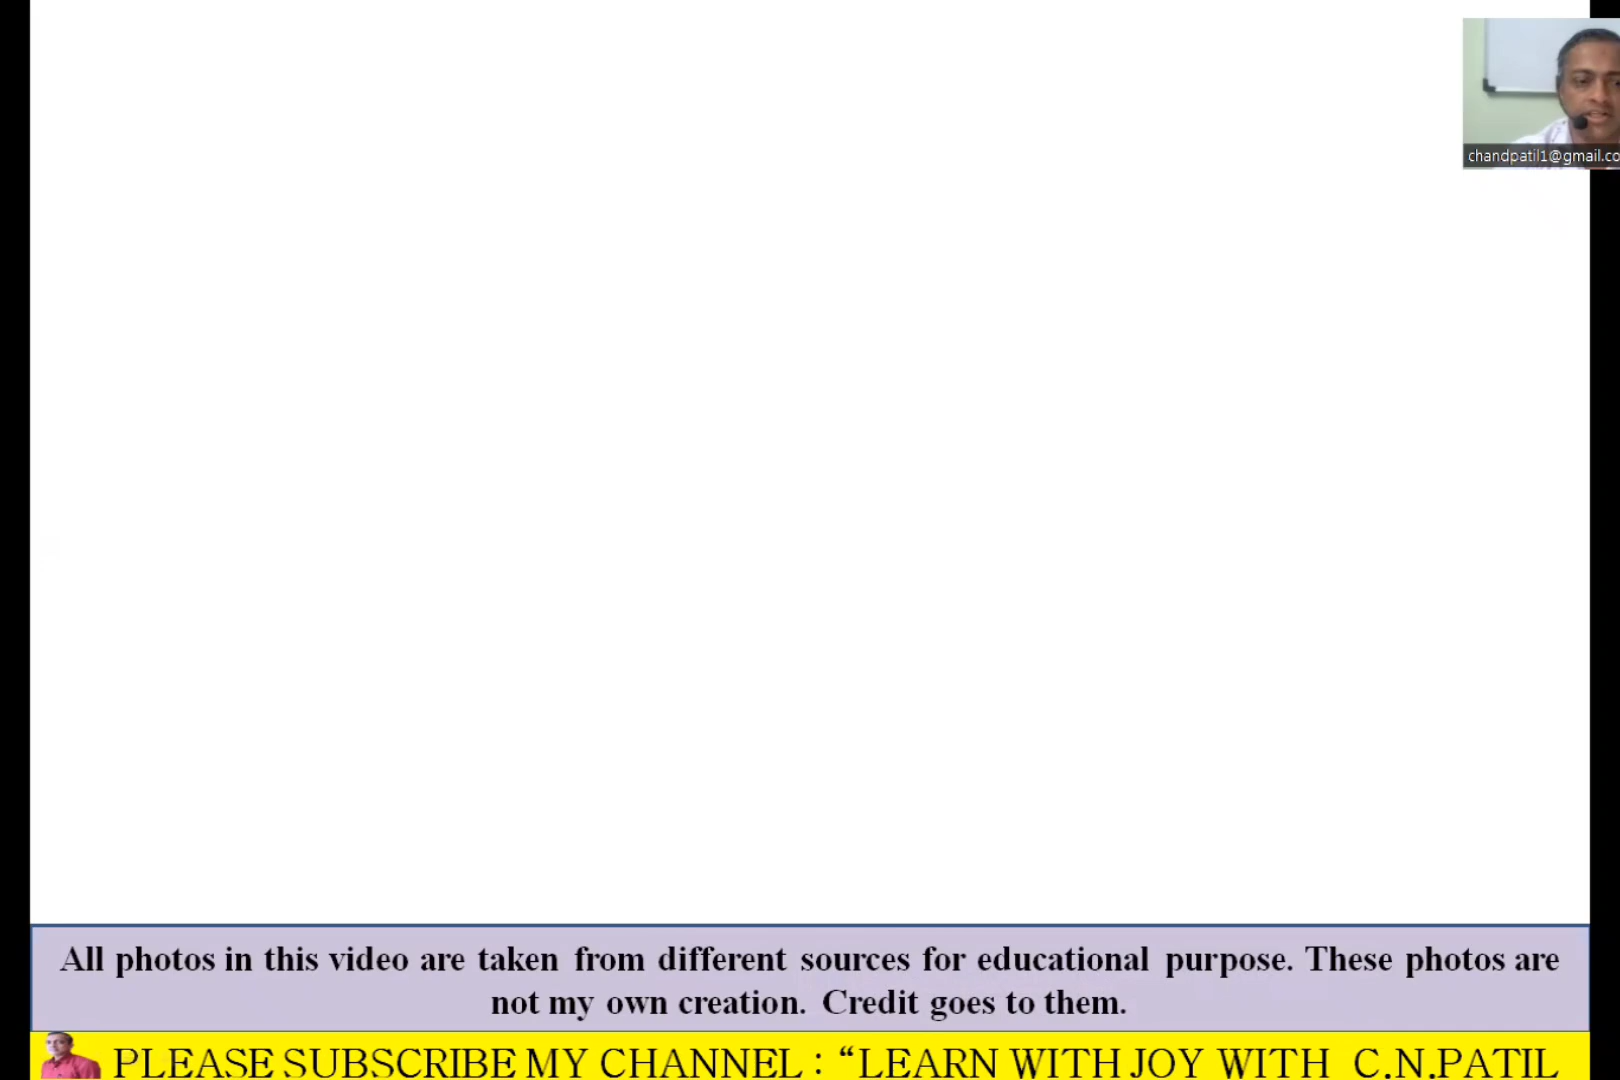 chandpatil1@gmail.co
All photos in this video are taken from different sources for educational purpose. These photos are
not my own creation. Credit goes to them.
PLEASE SUBSCRIBE MY CHANNEL : “LEARN WITH JOY WITH C.N.PATIL